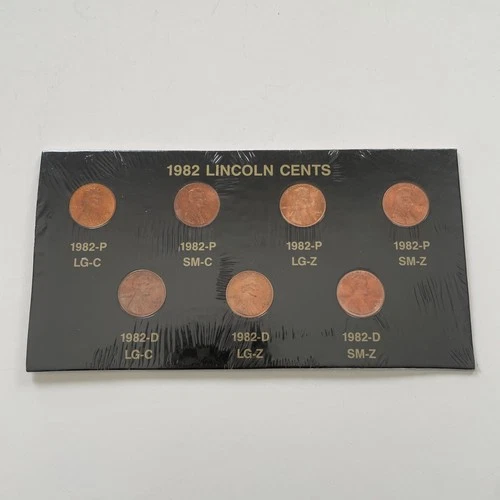 1982 LINCOLN CENTS
1982-P
LG-C
1982-P
SM-C
1982-P
LG-Z
1982-P
SM-Z
1982-D
LG-C
1982-D
LG-Z
1982-D
SM-Z